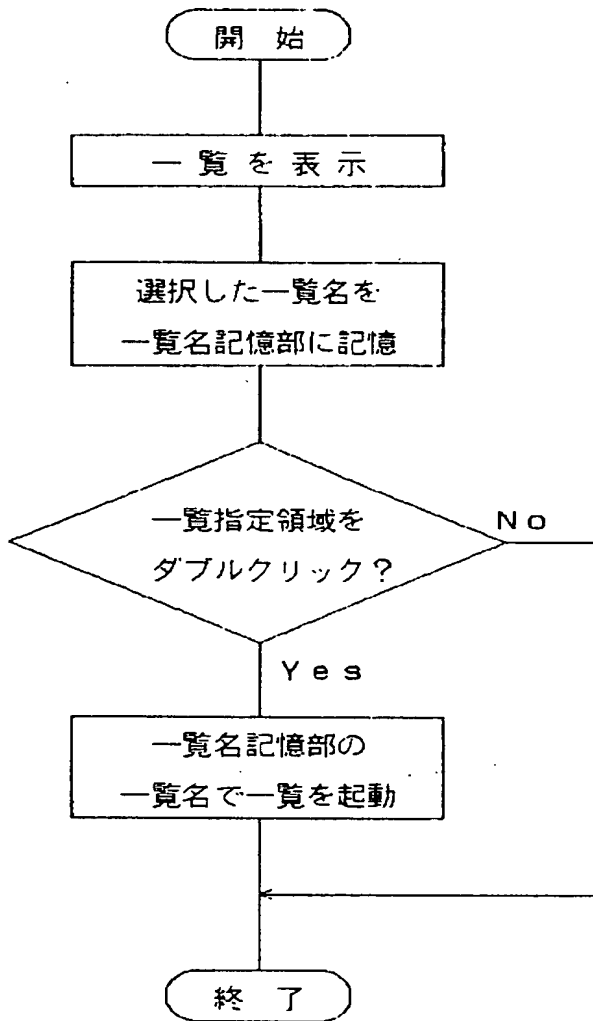 開 始
一 覧 を 表 示
選択した一覧名を
一覧名記憶部に記憶
一覧指定領域を
ダブルクリック？
No
Yes
一覧名記憶部の
一覧名で一覧を起動
終 了